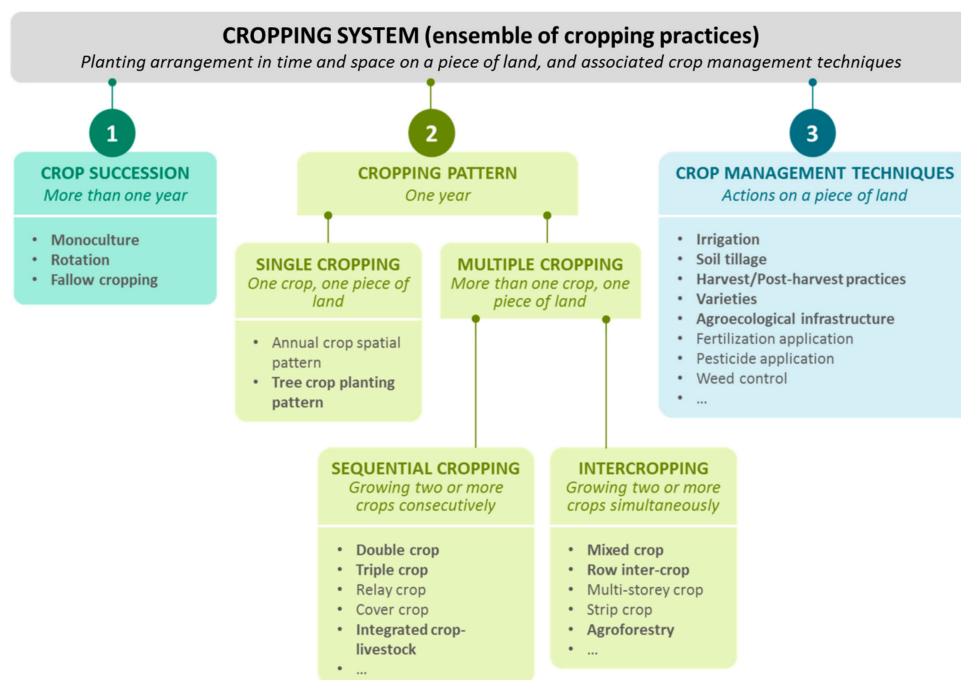 CROPPING SYSTEM (ensemble of cropping practices)
Planting arrangement in time and space on a piece of land, and associated crop management techniques
1
CROP SUCCESSION
More than one year
• Monoculture
• Rotation
• Fallow cropping
2
CROPPING PATTERN
One year
SINGLE CROPPING
One crop, one piece of
land
• Annual crop spatial
pattern
• Tree crop planting
pattern
MULTIPLE CROPPING
More than one crop, one
piece of land
SEQUENTIAL CROPPING
Growing two or more
crops consecutively
• Double crop
• Triple crop
• Relay crop
• Cover crop
• Integrated crop-
livestock
• ...
INTERCROPPING
Growing two or more
crops simultaneously
• Mixed crop
• Row inter-crop
• Multi-storey crop
• Strip crop
• Agroforestry
• ...
3
CROP MANAGEMENT TECHNIQUES
Actions on a piece of land
• Irrigation
• Soil tillage
• Harvest/Post-harvest practices
• Varieties
• Agroecological infrastructure
• Fertilization application
• Pesticide application
• Weed control
• ...